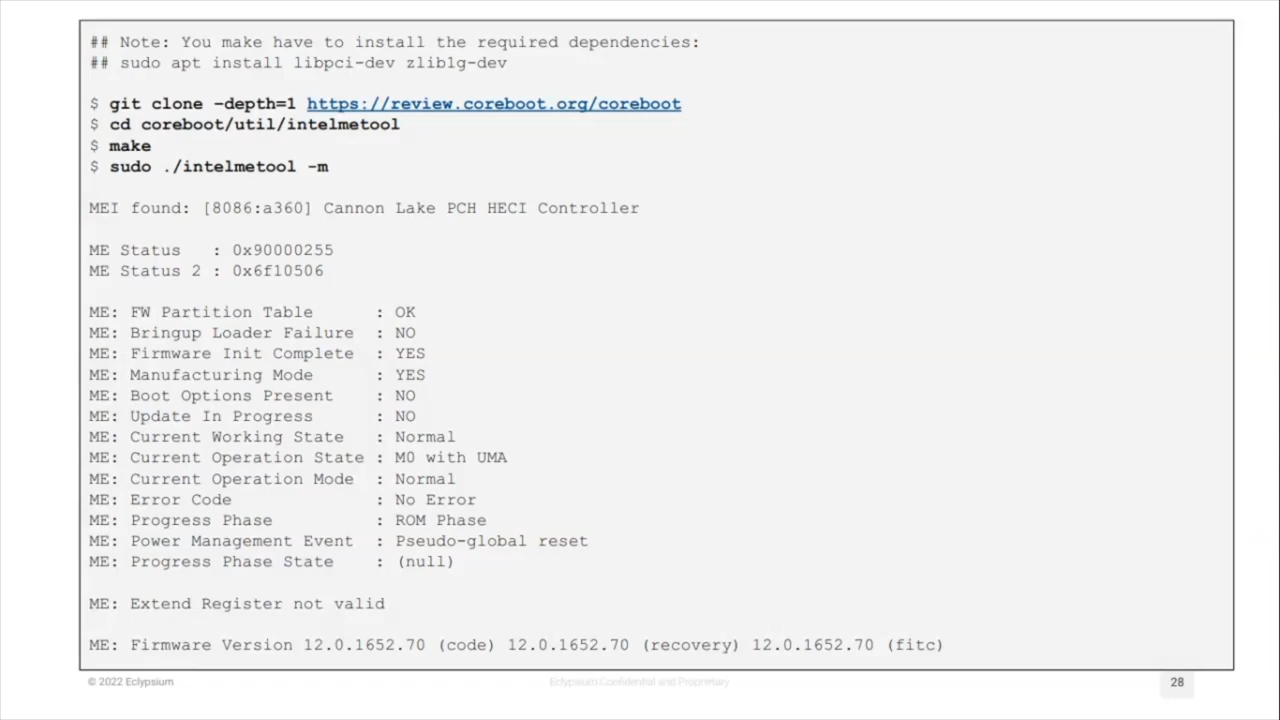 ## Note: You make have to install the required dependencies:
## sudo apt install libpci-dev zlib1g-dev
$ git clone –depth=1 https://review.coreboot.org/coreboot
$ cd coreboot/util/intelmetool
$ make
$ sudo ./intelmetool -m
MEI found: [8086:a360] Cannon Lake PCH HECI Controller
ME Status   : 0x90000255
ME Status 2 : 0x6f10506
ME: FW Partition Table      : OK
ME: Bringup Loader Failure  : NO
ME: Firmware Init Complete  : YES
ME: Manufacturing Mode      : YES
ME: Boot Options Present    : NO
ME: Update In Progress      : NO
ME: Current Working State   : Normal
ME: Current Operation State : M0 with UMA
ME: Current Operation Mode  : Normal
ME: Error Code              : No Error
ME: Progress Phase          : ROM Phase
ME: Power Management Event  : Pseudo-global reset
ME: Progress Phase State    : (null)
ME: Extend Register not valid
ME: Firmware Version 12.0.1652.70 (code) 12.0.1652.70 (recovery) 12.0.1652.70 (fitc)
© 2022 Eclypsium
Eclypsium Confidential and Proprietary
28